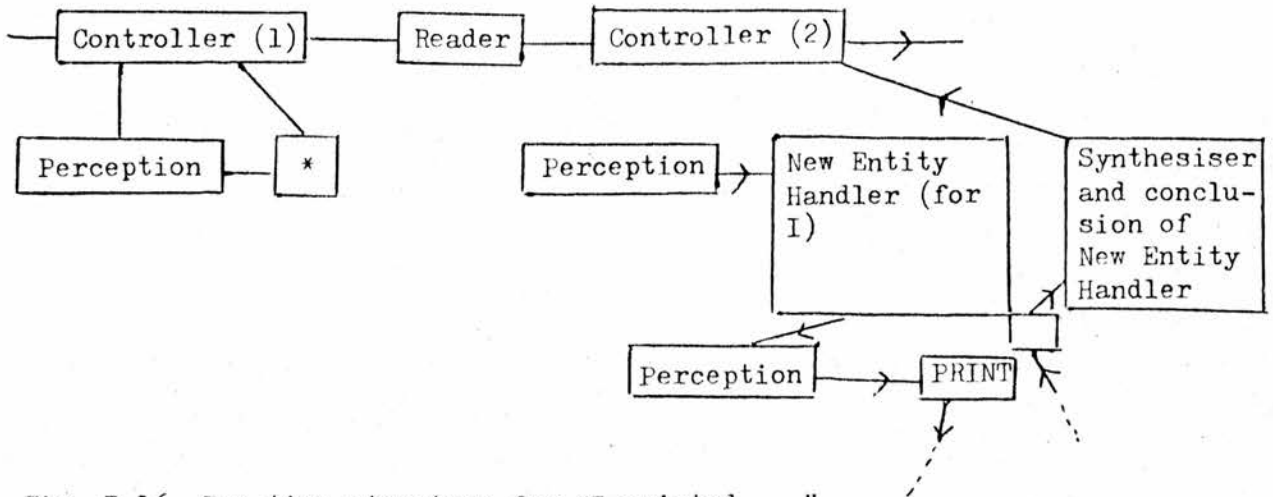 Controller (1)
Reader
Controller (2)
Perception
*
Perception
New Entity
Handler (for
I)
Synthesiser
and conclu-
sion of
New Entity
Handler
Perception
PRINT